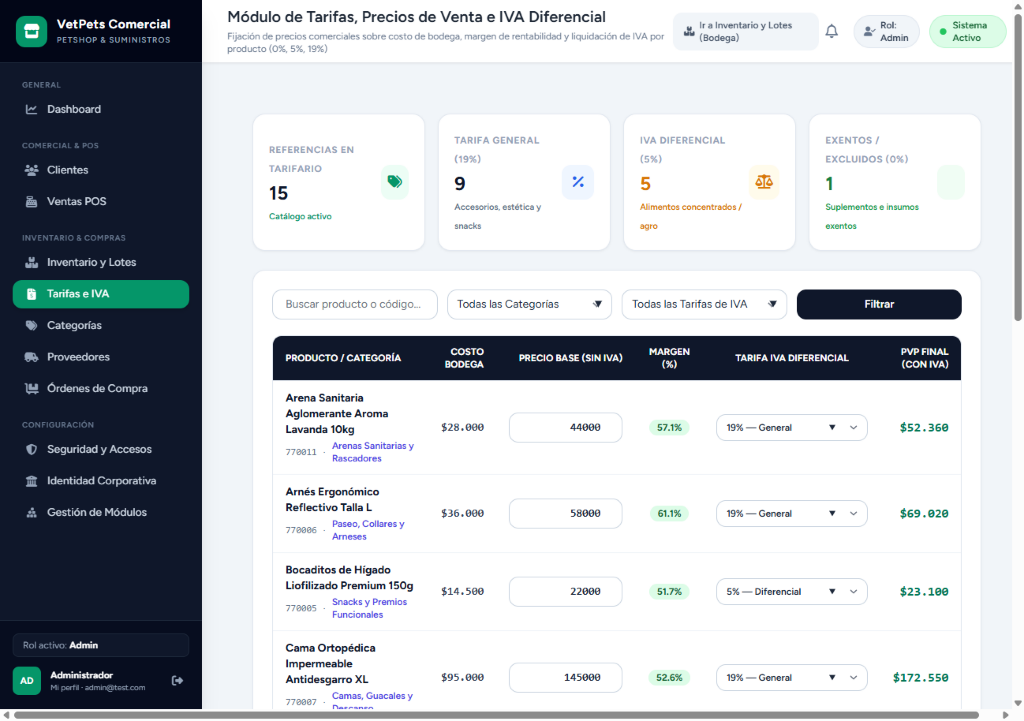 VetPets Comercial
PETSHOP & SUMINISTROS
GENERAL
Dashboard
COMERCIAL & POS
Clientes
Ventas POS
INVENTARIO & COMPRAS
Inventario y Lotes
Tarifas e IVA
Categorías
Proveedores
Órdenes de Compra
CONFIGURACIÓN
Seguridad y Accesos
Identidad Corporativa
Gestión de Módulos
Rol activo: Admin
AD
Administrador
Mi perfil · admin@test.com
Módulo de Tarifas, Precios de Venta e IVA Diferencial
Fijación de precios comerciales sobre costo de bodega, margen de rentabilidad y liquidación de IVA por
producto (0%, 5%, 19%)
Ir a Inventario y Lotes
(Bodega)
Rol:
Admin
Sistema
Activo
REFERENCIAS EN
TARIFARIO
15
Catálogo activo
TARIFA GENERAL
(19%)
9
Accesorios, estética y
snacks
IVA DIFERENCIAL
(5%)
5
Alimentos concentrados /
agro
EXENTOS /
EXCLUIDOS (0%)
1
Suplementos e insumos
exentos
Buscar producto o código...
Todas las Categorías
Todas las Tarifas de IVA
Filtrar
PRODUCTO / CATEGORÍA
COSTO
BODEGA
PRECIO BASE (SIN IVA)
MARGEN
(%)
TARIFA IVA DIFERENCIAL
PVP FINAL
(CON IVA)
Arena Sanitaria
Aglomerante Aroma
Lavanda 10kg
770011 · Arenas Sanitarias y
Rascadores
$28.000
44000
57.1%
19% — General
$52.360
Arnés Ergonómico
Reflectivo Talla L
770006 · Paseo, Collares y
Arneses
$36.000
58000
61.1%
19% — General
$69.020
Bocaditos de Hígado
Liofilizado Premium 150g
770005 · Snacks y Premios
Funcionales
$14.500
22000
51.7%
5% — Diferencial
$23.100
Cama Ortopédica
Impermeable
Antidesgarro XL
770007 · Camas, Guacales y
Descanso
$95.000
145000
52.6%
19% — General
$172.550